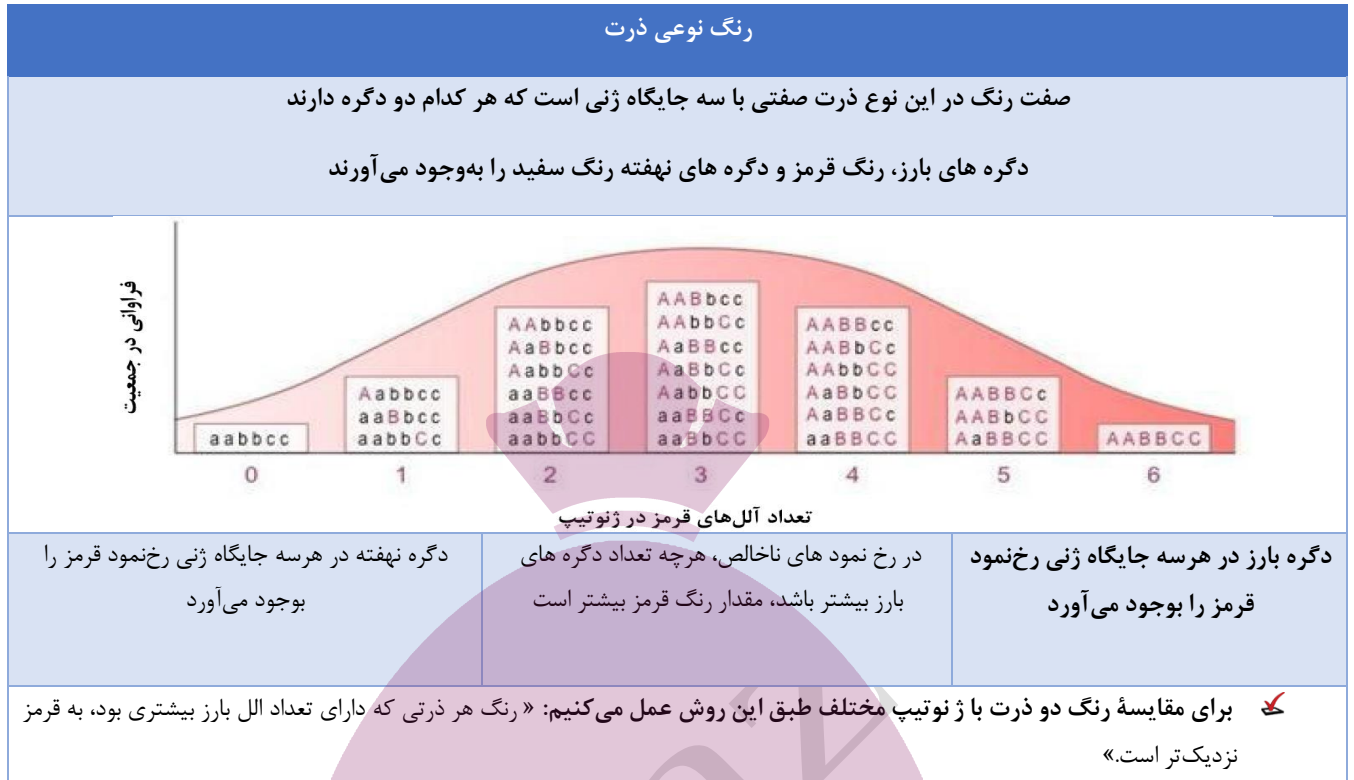 رنگ نوعی ذرت
صفت رنگ در این نوع ذرت صفتی با سه جایگاه ژنی است که هر کدام دو دگره دارند
دگره های بارز، رنگ قرمز و دگره های نهفته رنگ سفید را به‌وجود می‌آورند
فراوانی در جمعیت
aabbcc
Aabbcc
aaBbcc
aabbCc
AAbbcc
AaBbcc
AabbCc
aaBBcc
aaBbCc
aabbCC
AABbcc
AAbbCc
AaBBcc
AaBbCc
AabbCC
aaBBCc
aaBbCC
AABBcc
AABbCc
AAbbCC
AaBbCC
AaBBCc
aaBBCC
AABBCc
AABbCC
AaBBCC
AABBCC
0 1 2 3 4 5 6
تعداد آلل‌های قرمز در ژنوتیپ
دگره بارز در هرسه جایگاه ژنی رخ‌نمود
قرمز را بوجود می‌آورد
در رخ نمود های ناخالص، هرچه تعداد دگره های
بارز بیشتر باشد، مقدار رنگ قرمز بیشتر است
دگره نهفته در هرسه جایگاه ژنی رخ‌نمود قرمز را
بوجود می‌آورد
برای مقایسهٔ رنگ دو ذرت با ژ نوتیپ مختلف طبق این روش عمل می‌کنیم: « رنگ هر ذرتی که دارای تعداد الل بارز بیشتری بود، به قرمز
نزدیک‌تر است.»